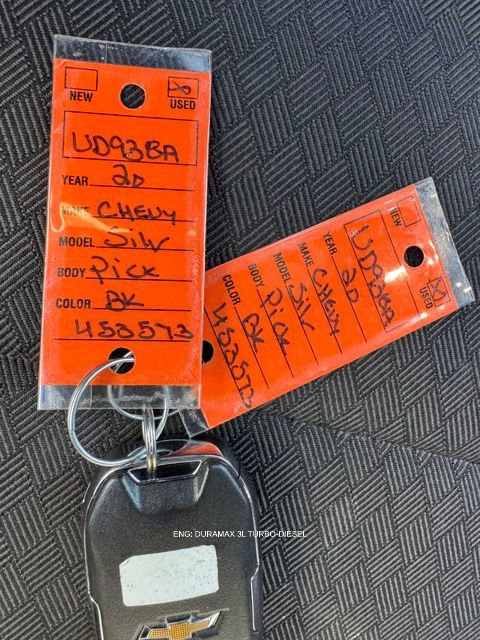 NEW USED
UD93BA
YEAR 20
MAKE CHEVY
MODEL Silv
BODY Pick
COLOR BK
453573
NEW USED
UD93BA
YEAR 20
MAKE CHEVY
MODEL Silv
BODY Pick
COLOR BK
453573
ENG: DURAMAX 3L TURBO-DIESEL